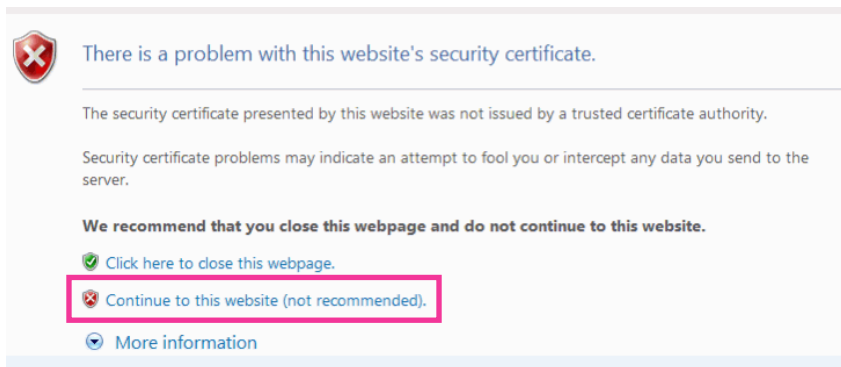 There is a problem with this website's security certificate.
The security certificate presented by this website was not issued by a trusted certificate authority.
Security certificate problems may indicate an attempt to fool you or intercept any data you send to the
server.
We recommend that you close this webpage and do not continue to this website.
Click here to close this webpage.
Continue to this website (not recommended).
More information